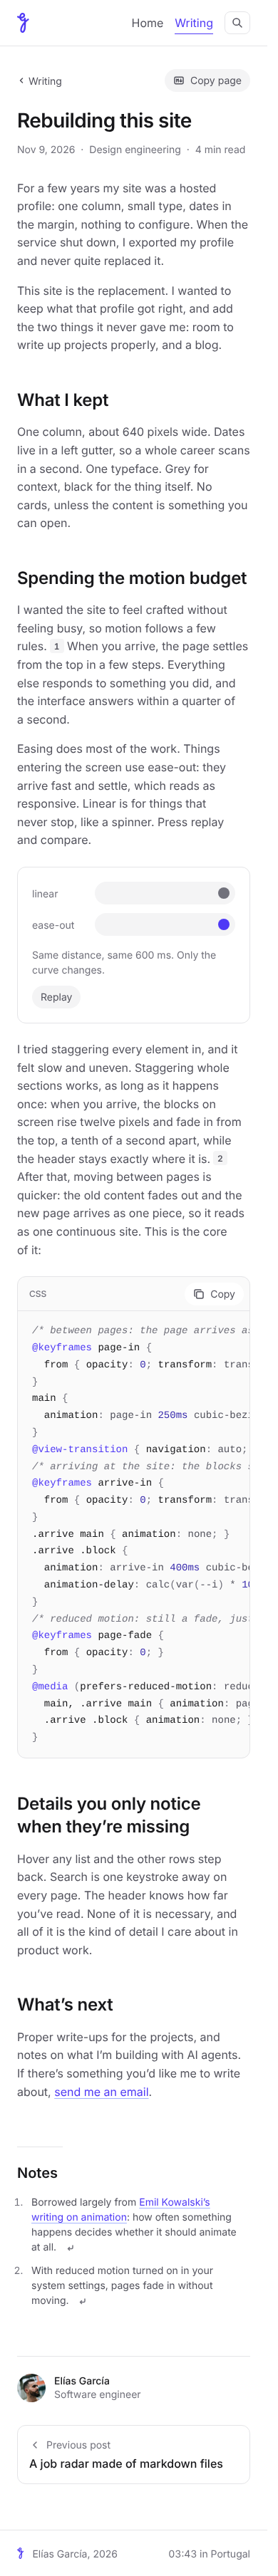 Home Writing
Writing
Copy page
Rebuilding this site
Nov 9, 2026 · Design engineering · 4 min read
For a few years my site was a hosted
profile: one column, small type, dates in
the margin, nothing to configure. When the
service shut down, I exported my profile
and never quite replaced it.
This site is the replacement. I wanted to
keep what that profile got right, and add
the two things it never gave me: room to
write up projects properly, and a blog.
What I kept
One column, about 640 pixels wide. Dates
live in a left gutter, so a whole career scans
in a second. One typeface. Grey for
context, black for the thing itself. No
cards, unless the content is something you
can open.
Spending the motion budget
I wanted the site to feel crafted without
feeling busy, so motion follows a few
rules. 1 When you arrive, the page settles
from the top in a few steps. Everything
else responds to something you did, and
the interface answers within a quarter of
a second.
Easing does most of the work. Things
entering the screen use ease-out: they
arrive fast and settle, which reads as
responsive. Linear is for things that
never stop, like a spinner. Press replay
and compare.
linear
ease-out
Same distance, same 600 ms. Only the
curve changes.
Replay
I tried staggering every element in, and it
felt slow and uneven. Staggering whole
sections works, as long as it happens
once: when you arrive, the blocks on
screen rise twelve pixels and fade in from
the top, a tenth of a second apart, while
the header stays exactly where it is. 2
After that, moving between pages is
quicker: the old content fades out and the
new page arrives as one piece, so it reads
as one continuous site. This is the core
of it:
CSS
Copy
/* between pages: the page arrives as
@keyframes page-in {
from { opacity: 0; transform: trans
}
main {
animation: page-in 250ms cubic-bezi
}
@view-transition { navigation: auto;
/* arriving at the site: the blocks s
@keyframes arrive-in {
from { opacity: 0; transform: trans
}
.arrive main { animation: none; }
.arrive .block {
animation: arrive-in 400ms cubic-be
animation-delay: calc(var(--i) * 10
}
/* reduced motion: still a fade, jus
@keyframes page-fade {
from { opacity: 0; }
}
@media (prefers-reduced-motion: reduc
main, .arrive main { animation: pag
.arrive .block { animation: none; }
}
Details you only notice
when they're missing
Hover any list and the other rows step
back. Search is one keystroke away on
every page. The header knows how far
you've read. None of it is necessary, and
all of it is the kind of detail I care about in
product work.
What's next
Proper write-ups for the projects, and
notes on what I'm building with AI agents.
If there's something you'd like me to write
about, send me an email.
Notes
1. Borrowed largely from Emil Kowalski's
writing on animation: how often something
happens decides whether it should animate
at all. ↵
2. With reduced motion turned on in your
system settings, pages fade in without
moving. ↵
Elías García
Software engineer
Previous post
A job radar made of markdown files
Elías García, 2026
03:43 in Portugal